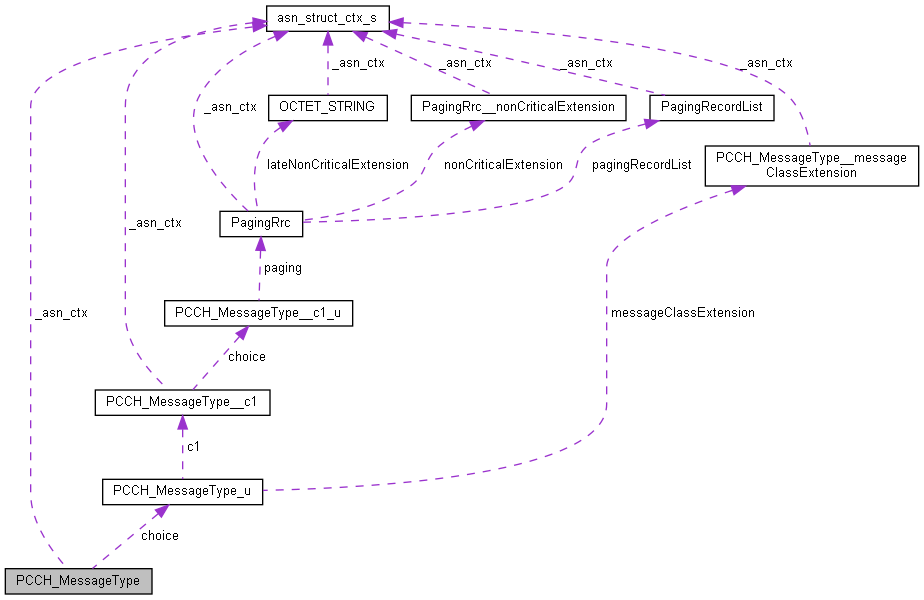 asn_struct_ctx_s
_asn_ctx
_asn_ctx
_asn_ctx
_asn_ctx
_asn_ctx
OCTET_STRING
PagingRrc__nonCriticalExtension
PagingRecordList
PCCH_MessageType__message
ClassExtension
lateNonCriticalExtension
nonCriticalExtension
pagingRecordList
PagingRrc
_asn_ctx
paging
PCCH_MessageType__c1_u
_asn_ctx
messageClassExtension
choice
PCCH_MessageType__c1
c1
PCCH_MessageType_u
choice
PCCH_MessageType